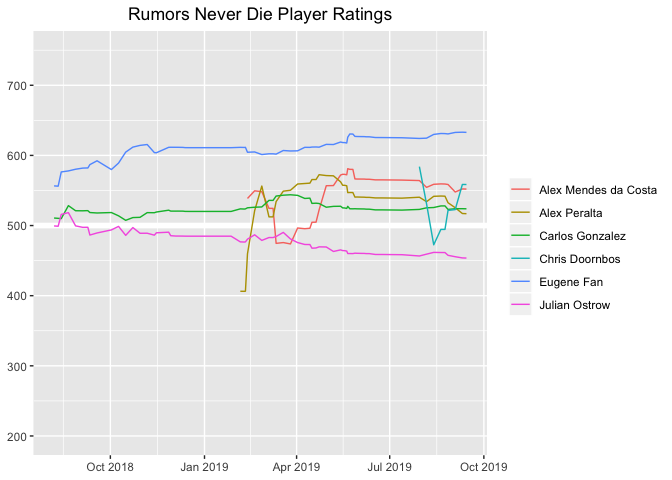 Rumors Never Die Player Ratings
700
600
500
400
300
200
Oct 2018
Jan 2019
Apr 2019
Jul 2019
Oct 2019
Alex Mendes da Costa
Alex Peralta
Carlos Gonzalez
Chris Doornbos
Eugene Fan
Julian Ostrow